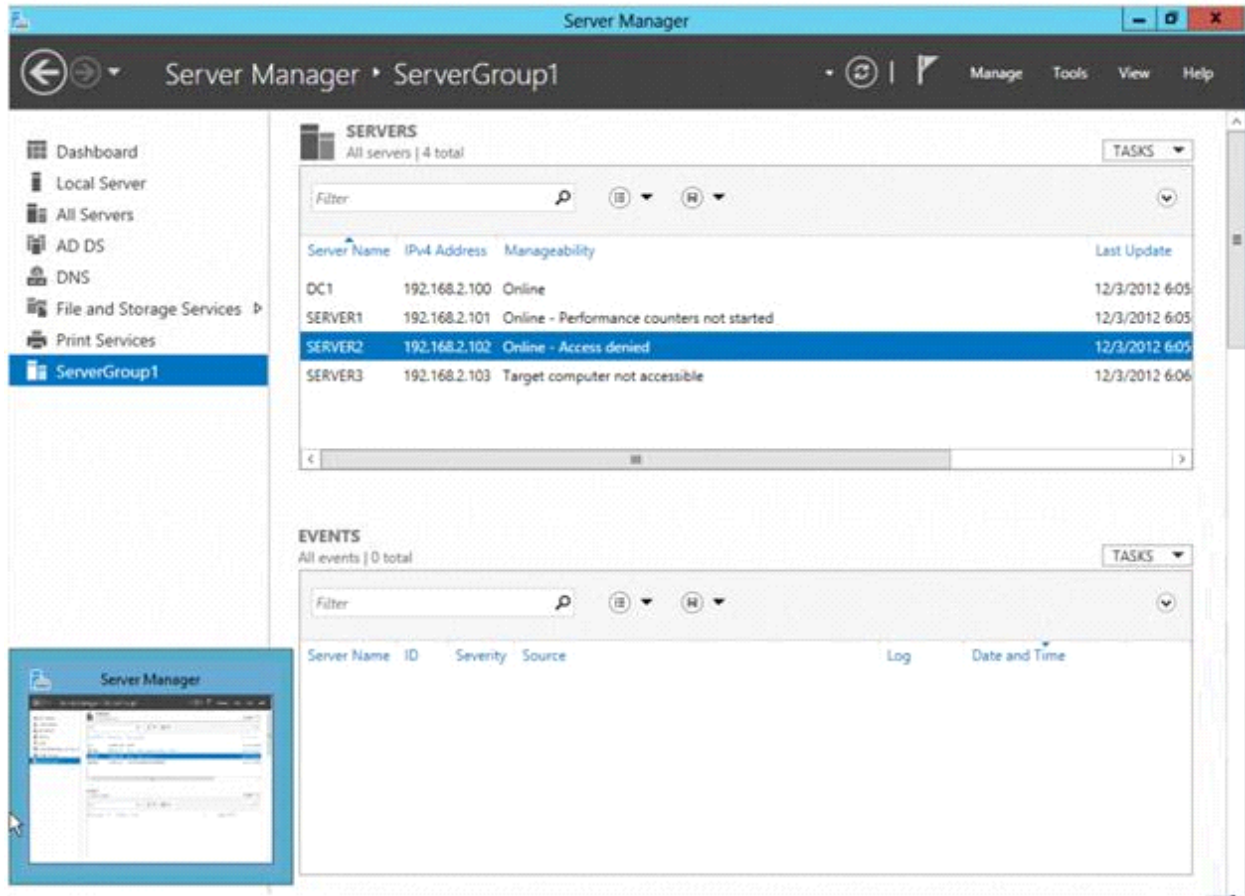 Server Manager
Server Manager ‣ ServerGroup1
Manage Tools View Help
Dashboard
Local Server
All Servers
AD DS
DNS
File and Storage Services
Print Services
ServerGroup1
SERVERS
All servers | 4 total
TASKS
Filter
Server Name IPv4 Address Manageability Last Update
DC1 192.168.2.100 Online 12/3/2012 6:05
SERVER1 192.168.2.101 Online - Performance counters not started 12/3/2012 6:05
SERVER2 192.168.2.102 Online - Access denied 12/3/2012 6:05
SERVER3 192.168.2.103 Target computer not accessible 12/3/2012 6:06
EVENTS
All events | 0 total
TASKS
Filter
Server Name ID Severity Source Log Date and Time
Server Manager